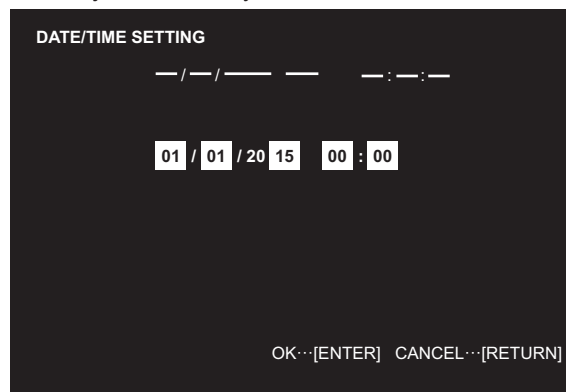 DATE/TIME SETTING
—/—/—— —  —:—:—
01 / 01 / 20 15 00 : 00
OK···[ENTER] CANCEL···[RETURN]